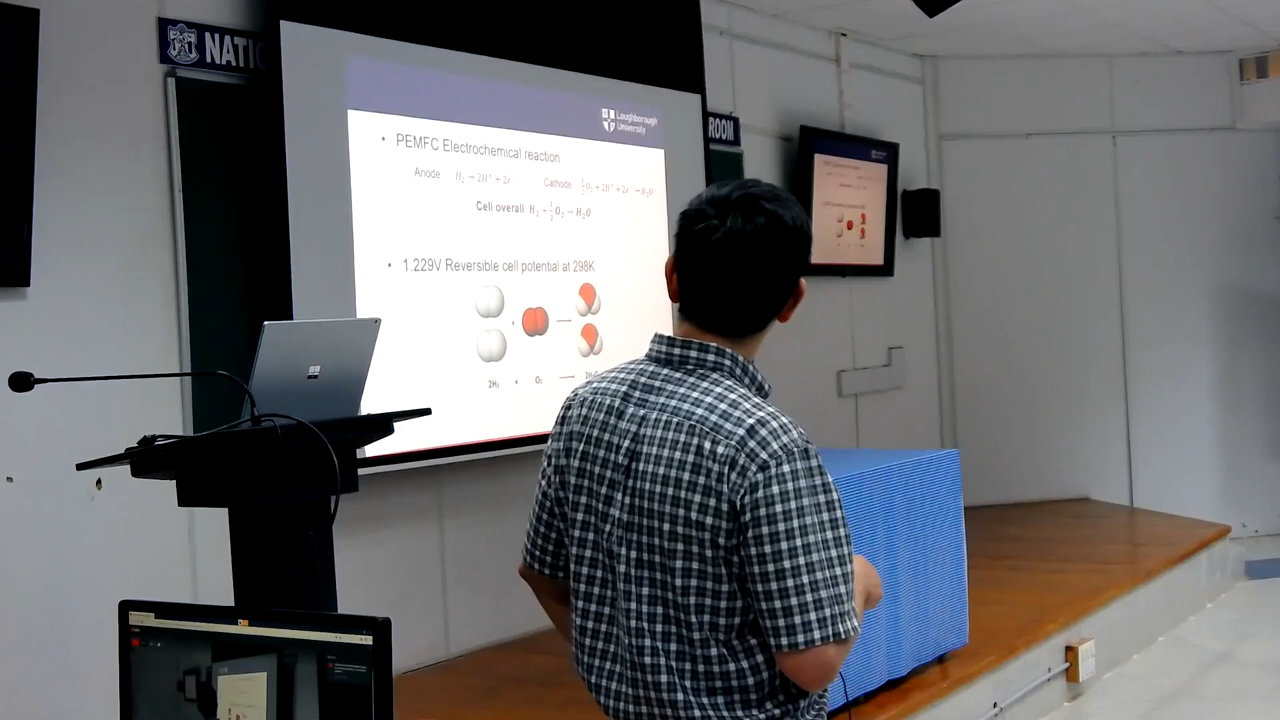 NATIO
ROOM
Loughborough
University
• PEMFC Electrochemical reaction
Anode H₂ → 2H⁺ + 2e⁻ Cathode ½O₂ + 2H⁺ + 2e⁻ → H₂O
Cell overall H₂ + ½O₂ → H₂O
• 1.229V Reversible cell potential at 298K
+
2H₂ + O₂ 2H₂O